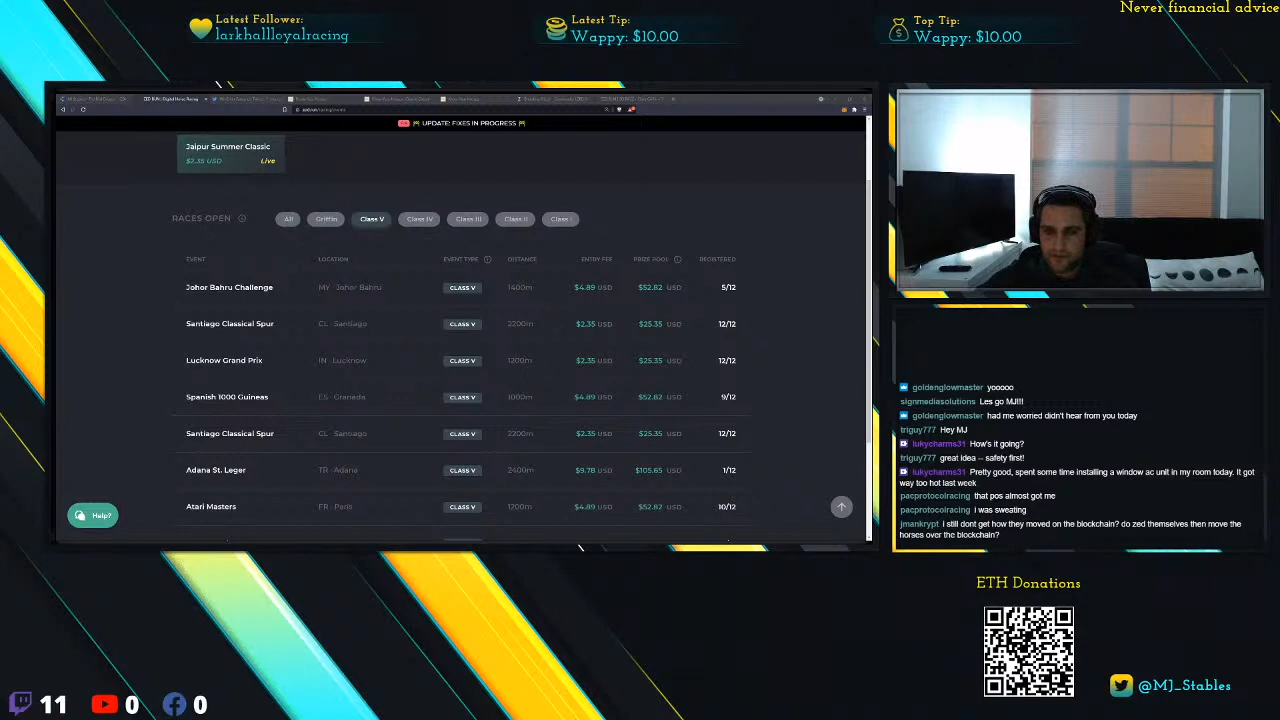 Never financial advice
Latest Follower:
larkhallloyalracing
Latest Tip:
Wappy: $10.00
Top Tip:
Wappy: $10.00
UPDATE: FIXES IN PROGRESS
Jaipur Summer Classic
$2.35 USD Live
RACES OPEN All Griffin Class V Class IV Class III Class II Class I
EVENT LOCATION EVENT TYPE DISTANCE ENTRY FEE PRIZE POOL REGISTERED
Johor Bahru Challenge MY - Johor Bahru CLASS V 1400m $4.89 USD $52.82 USD 5/12
Santiago Classical Spur CL - Santiago CLASS V 2200m $2.35 USD $25.35 USD 12/12
Lucknow Grand Prix IN - Lucknow CLASS V 1200m $2.35 USD $25.35 USD 12/12
Spanish 1000 Guineas ES - Granada CLASS V 1000m $4.89 USD $52.82 USD 9/12
Santiago Classical Spur CL - Santiago CLASS V 2200m $2.35 USD $25.35 USD 12/12
Adana St. Leger TR - Adana CLASS V 2400m $9.78 USD $105.65 USD 1/12
Atari Masters FR - Paris CLASS V 1200m $4.89 USD $52.82 USD 10/12
Help?
goldenglowmaster yooooo
signmediasolutions Les go MJ!!!
goldenglowmaster had me worried didn't hear from you today
triguy777 Hey MJ
lukycharms31 How's it going?
triguy777 great idea -- safety first!
lukycharms31 Pretty good, spent some time installing a window ac unit in my room today. It got
way too hot last week
pacprotocolracing that pos almost got me
pacprotocolracing i was sweating
jmankrypt I still dont get how they moved on the blockchain? do zed themselves then move the
horses over the blockchain?
ETH Donations
@MJ_Stables
11 0 0